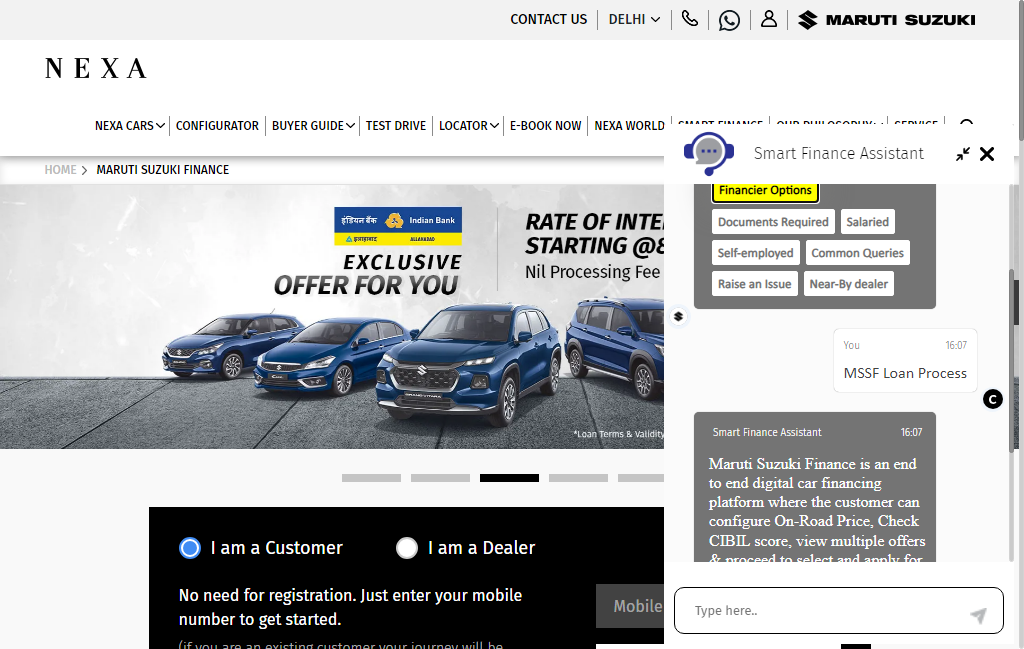 CONTACT US
DELHI
MARUTI SUZUKI
NEXA
NEXA CARS
CONFIGURATOR
BUYER GUIDE
TEST DRIVE
LOCATOR
E-BOOK NOW
NEXA WORLD
SMART FINANCE
OUR PHILOSOPHY
SERVICE
HOME
MARUTI SUZUKI FINANCE
इंडियन बैंक Indian Bank
इलाहाबाद ALLAHABAD
EXCLUSIVE
OFFER FOR YOU
RATE OF INTE
STARTING @8
Nil Processing Fee
GRAND VITARA
*Loan Terms & Validity
I am a Customer
I am a Dealer
No need for registration. Just enter your mobile
number to get started.
(if you are an existing customer your journey will be
Mobile
Smart Finance Assistant
Financier Options
Documents Required
Salaried
Self-employed
Common Queries
Raise an Issue
Near-By dealer
You 16:07
MSSF Loan Process
C
Smart Finance Assistant 16:07
Maruti Suzuki Finance is an end
to end digital car financing
platform where the customer can
configure On-Road Price, Check
CIBIL score, view multiple offers
& proceed to select and apply for
Type here..